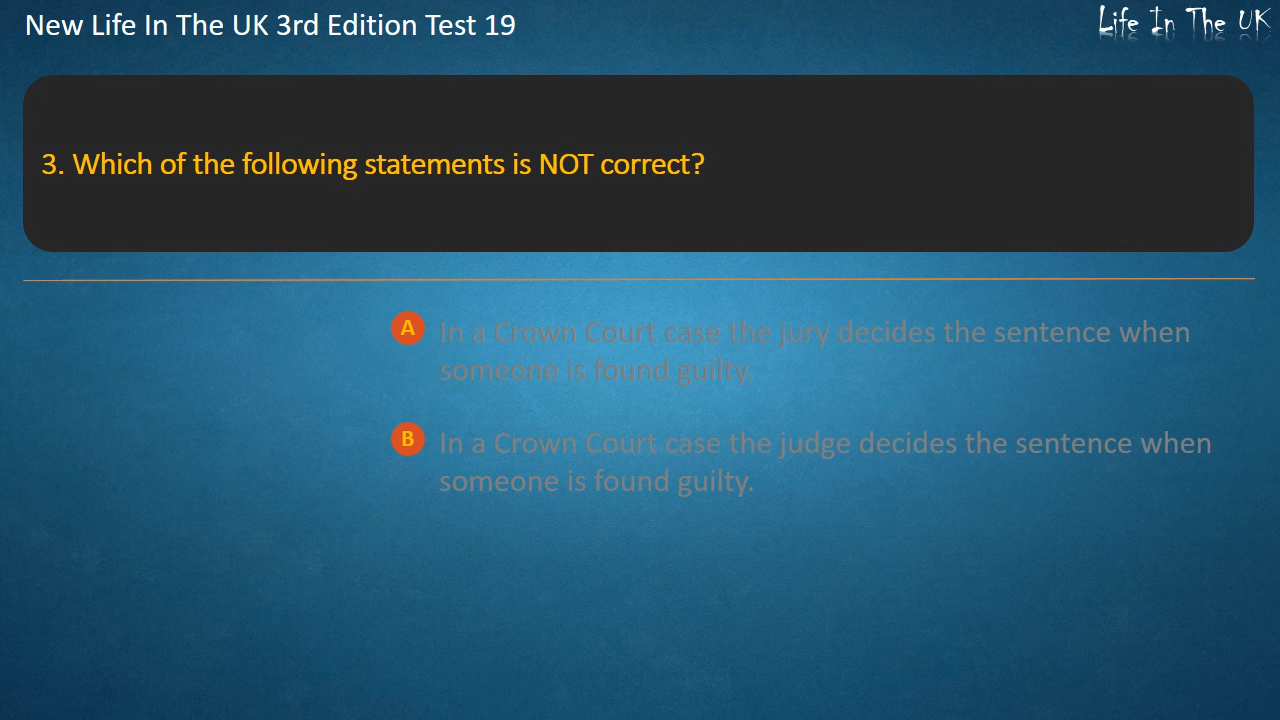 New Life In The UK 3rd Edition Test 19
Life In The UK
3. Which of the following statements is NOT correct?
A In a Crown Court case the jury decides the sentence when
someone is found guilty.
B In a Crown Court case the judge decides the sentence when
someone is found guilty.